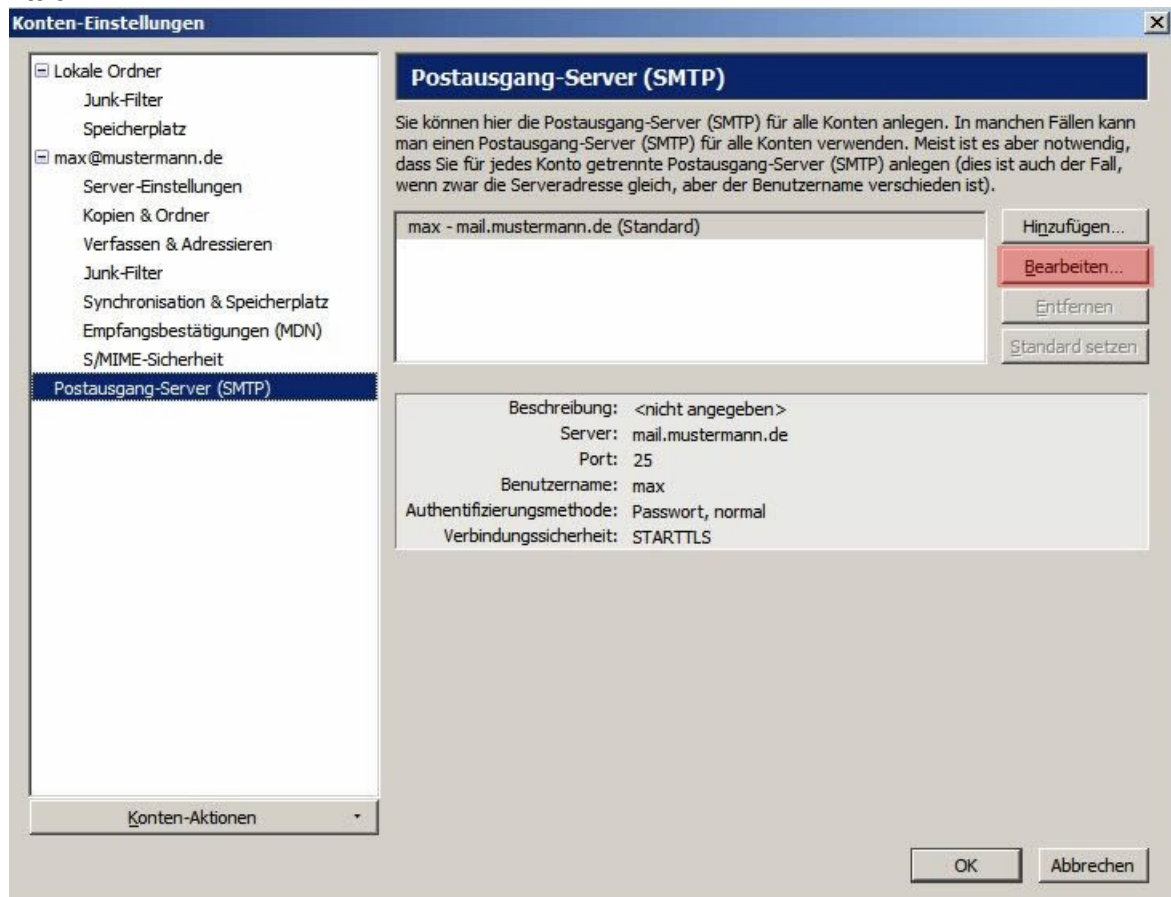 Konten-Einstellungen
Lokale Ordner
Junk-Filter
Speicherplatz
max@mustermann.de
Server-Einstellungen
Kopien & Ordner
Verfassen & Adressieren
Junk-Filter
Synchronisation & Speicherplatz
Empfangsbestätigungen (MDN)
S/MIME-Sicherheit
Postausgang-Server (SMTP)
Konten-Aktionen
Postausgang-Server (SMTP)
Sie können hier die Postausgang-Server (SMTP) für alle Konten anlegen. In manchen Fällen kann
man einen Postausgang-Server (SMTP) für alle Konten verwenden. Meist ist es aber notwendig,
dass Sie für jedes Konto getrennte Postausgang-Server (SMTP) anlegen (dies ist auch der Fall,
wenn zwar die Serveradresse gleich, aber der Benutzername verschieden ist).
max - mail.mustermann.de (Standard)
Hinzufügen...
Bearbeiten...
Entfernen
Standard setzen
Beschreibung: <nicht angegeben>
Server: mail.mustermann.de
Port: 25
Benutzername: max
Authentifizierungsmethode: Passwort, normal
Verbindungssicherheit: STARTTLS
OK
Abbrechen